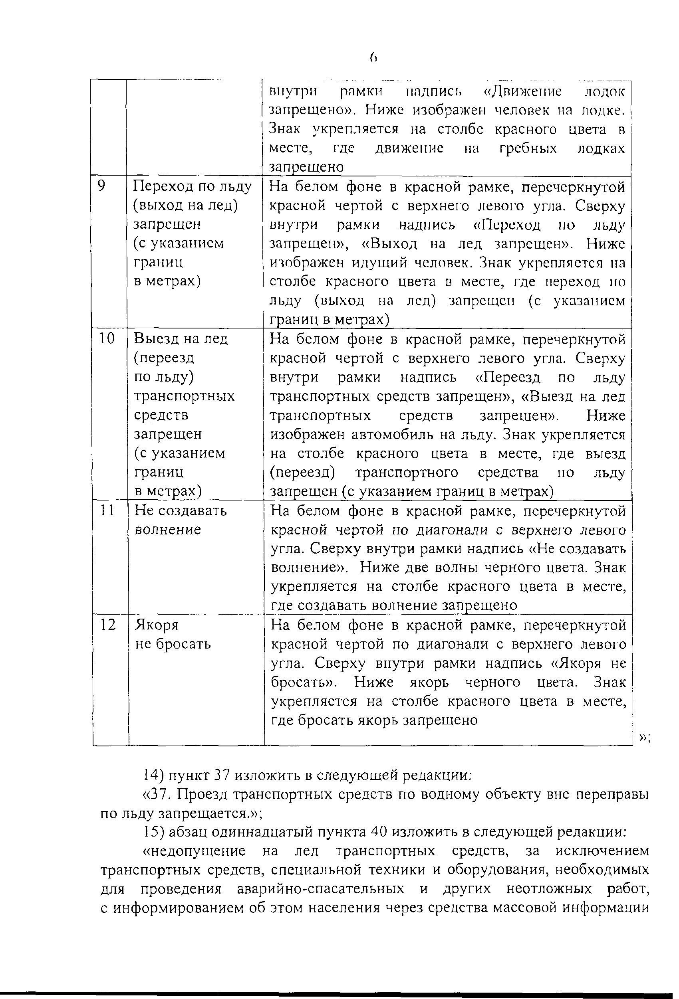 6
внутри рамки надпись «Движение лодок
запрещено». Ниже изображен человек на лодке.
Знак укрепляется на столбе красного цвета в
месте, где движение на гребных лодках
запрещено
9
Переход по льду
(выход на лед)
запрещен
(с указанием
границ
в метрах)
На белом фоне в красной рамке, перечеркнутой
красной чертой с верхнего левого угла. Сверху
внутри рамки надпись «Переход по льду
запрещен», «Выход на лед запрещен». Ниже
изображен идущий человек. Знак укрепляется на
столбе красного цвета в месте, где переход по
льду (выход на лед) запрещен (с указанием
границ в метрах)
10
Выезд на лед
(переезд
по льду)
транспортных
средств
запрещен
(с указанием
границ
в метрах)
На белом фоне в красной рамке, перечеркнутой
красной чертой с верхнего левого угла. Сверху
внутри рамки надпись «Переезд по льду
транспортных средств запрещен», «Выезд на лед
транспортных средств запрещен». Ниже
изображен автомобиль на льду. Знак укрепляется
на столбе красного цвета в месте, где выезд
(переезд) транспортного средства по льду
запрещен (с указанием границ в метрах)
11
Не создавать
волнение
На белом фоне в красной рамке, перечеркнутой
красной чертой по диагонали с верхнего левого
угла. Сверху внутри рамки надпись «Не создавать
волнение». Ниже две волны черного цвета. Знак
укрепляется на столбе красного цвета в месте,
где создавать волнение запрещено
12
Якоря
не бросать
На белом фоне в красной рамке, перечеркнутой
красной чертой по диагонали с верхнего левого
угла. Сверху внутри рамки надпись «Якоря не
бросать». Ниже якорь черного цвета. Знак
укрепляется на столбе красного цвета в месте,
где бросать якорь запрещено
»;
14) пункт 37 изложить в следующей редакции:
«37. Проезд транспортных средств по водному объекту вне переправы
по льду запрещается.»;
15) абзац одиннадцатый пункта 40 изложить в следующей редакции:
«недопущение на лед транспортных средств, за исключением
транспортных средств, специальной техники и оборудования, необходимых
для проведения аварийно-спасательных и других неотложных работ,
с информированием об этом населения через средства массовой информации